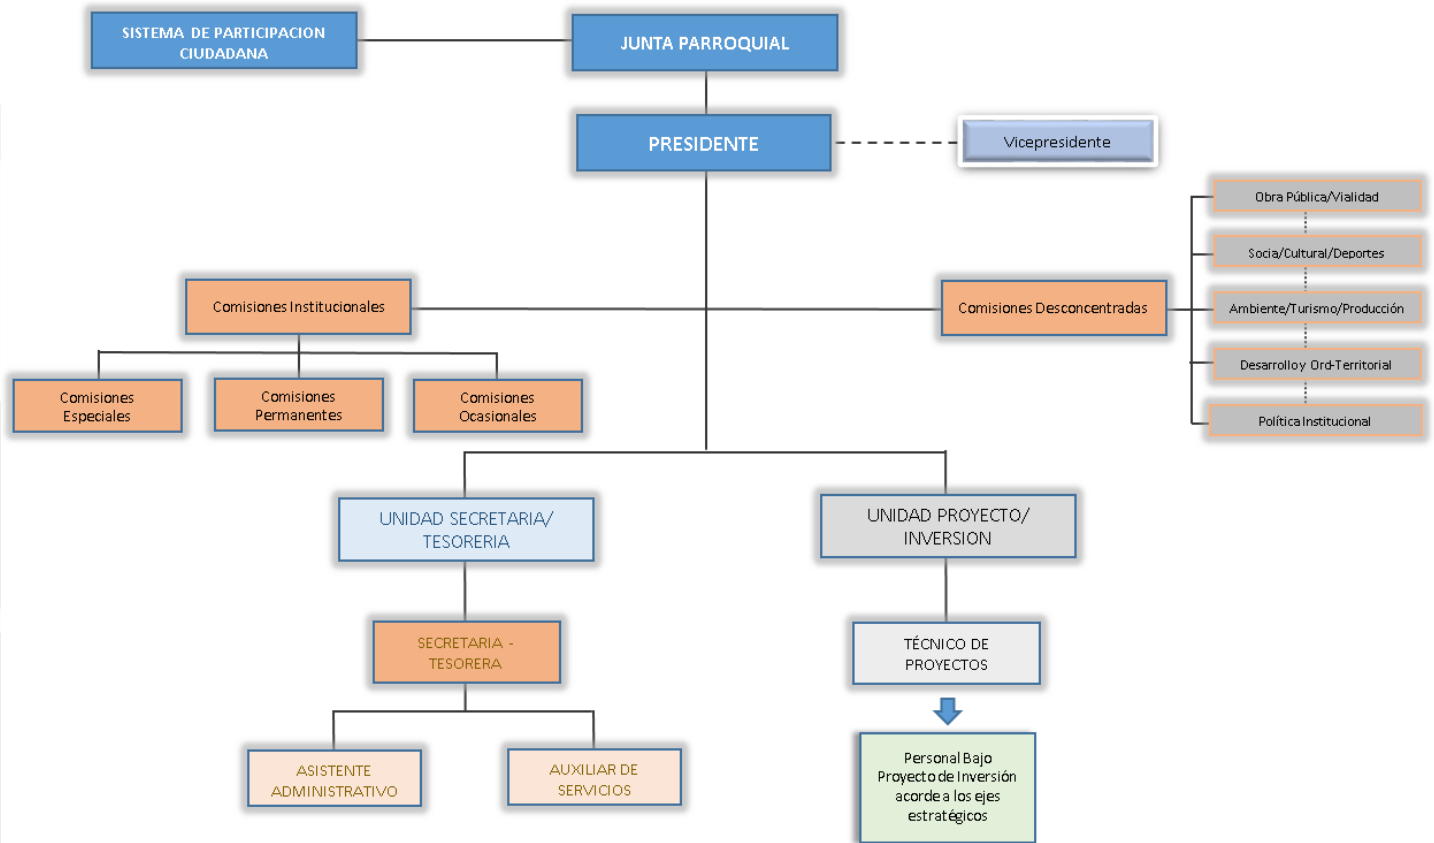 SISTEMA DE PARTICIPACION
CIUDADANA
JUNTA PARROQUIAL
PRESIDENTE
Vicepresidente
Obra Pública/Vialidad
Socia/Cultural/Deportes
Ambiente/Turismo/Producción
Desarrollo y Ord-Territorial
Política Institucional
Comisiones Institucionales
Comisiones Desconcentradas
Comisiones
Especiales
Comisiones
Permanentes
Comisiones
Ocasionales
UNIDAD SECRETARIA/
TESORERIA
UNIDAD PROYECTO/
INVERSION
SECRETARIA -
TESORERA
TÉCNICO DE
PROYECTOS
ASISTENTE
ADMINISTRATIVO
AUXILIAR DE
SERVICIOS
Personal Bajo
Proyecto de Inversión
acorde a los ejes
estratégicos